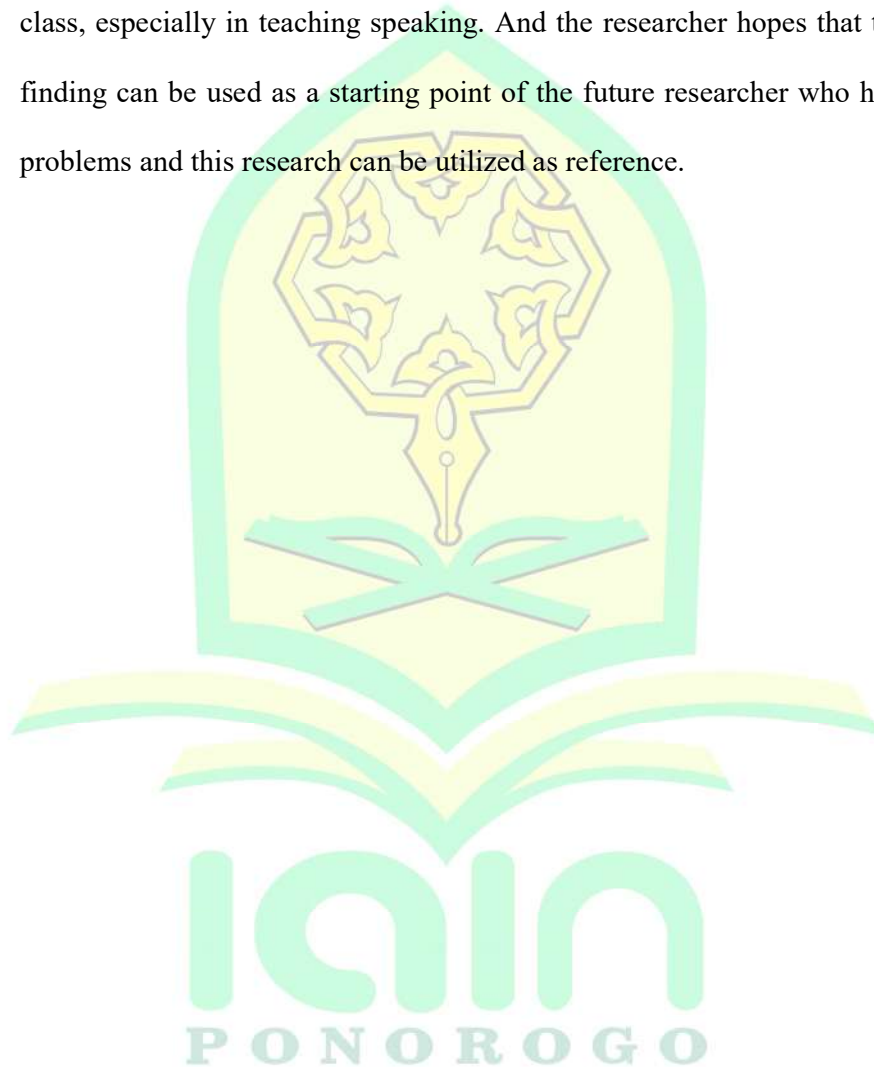 class, especially in teaching speaking. And the researcher hopes that
finding can be used as a starting point of the future researcher who
problems and this research can be utilized as reference.
IAIN
PONOROGO